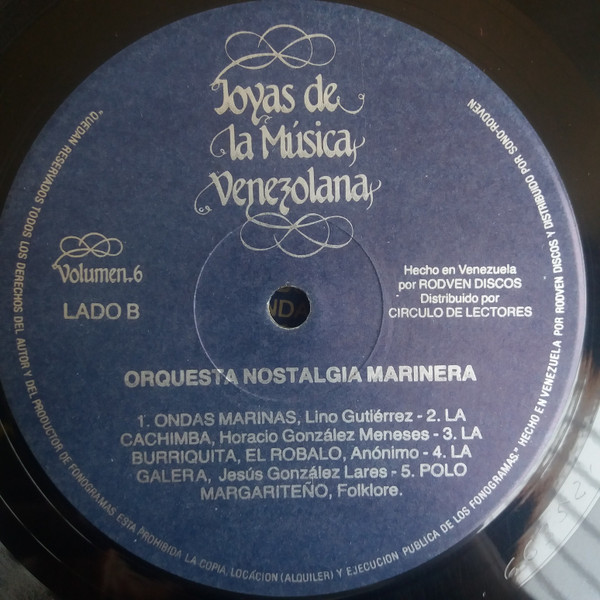 Joyas de
la Música
Venezolana
Volumen.6
LADO B
Hecho en Venezuela
por RODVEN DISCOS
Distribuido por
CIRCULO DE LECTORES
ORQUESTA NOSTALGIA MARINERA
1. ONDAS MARINAS, Lino Gutiérrez - 2. LA
CACHIMBA, Horacio González Meneses - 3. LA
BURRIQUITA, EL ROBALO, Anónimo - 4. LA
GALERA, Jesús González Lares - 5. POLO
MARGARITEÑO, Folklore.
"QUEDAN RESERVADOS TODOS LOS DERECHOS DEL AUTOR Y DEL PRODUCTOR DE FONOGRAMAS ESTA PROHIBIDA LA COPIA, LOCACION (ALQUILER) Y EJECUCION PUBLICA DE LOS FONOGRAMAS" HECHO EN VENEZUELA POR RODVEN DISCOS Y DISTRIBUIDO POR SONO-RODVEN